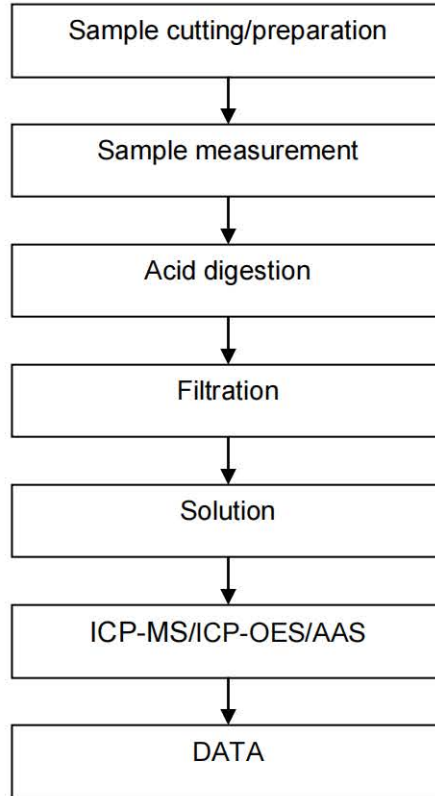 Sample cutting/preparation
Sample measurement
Acid digestion
Filtration
Solution
ICP-MS/ICP-OES/AAS
DATA